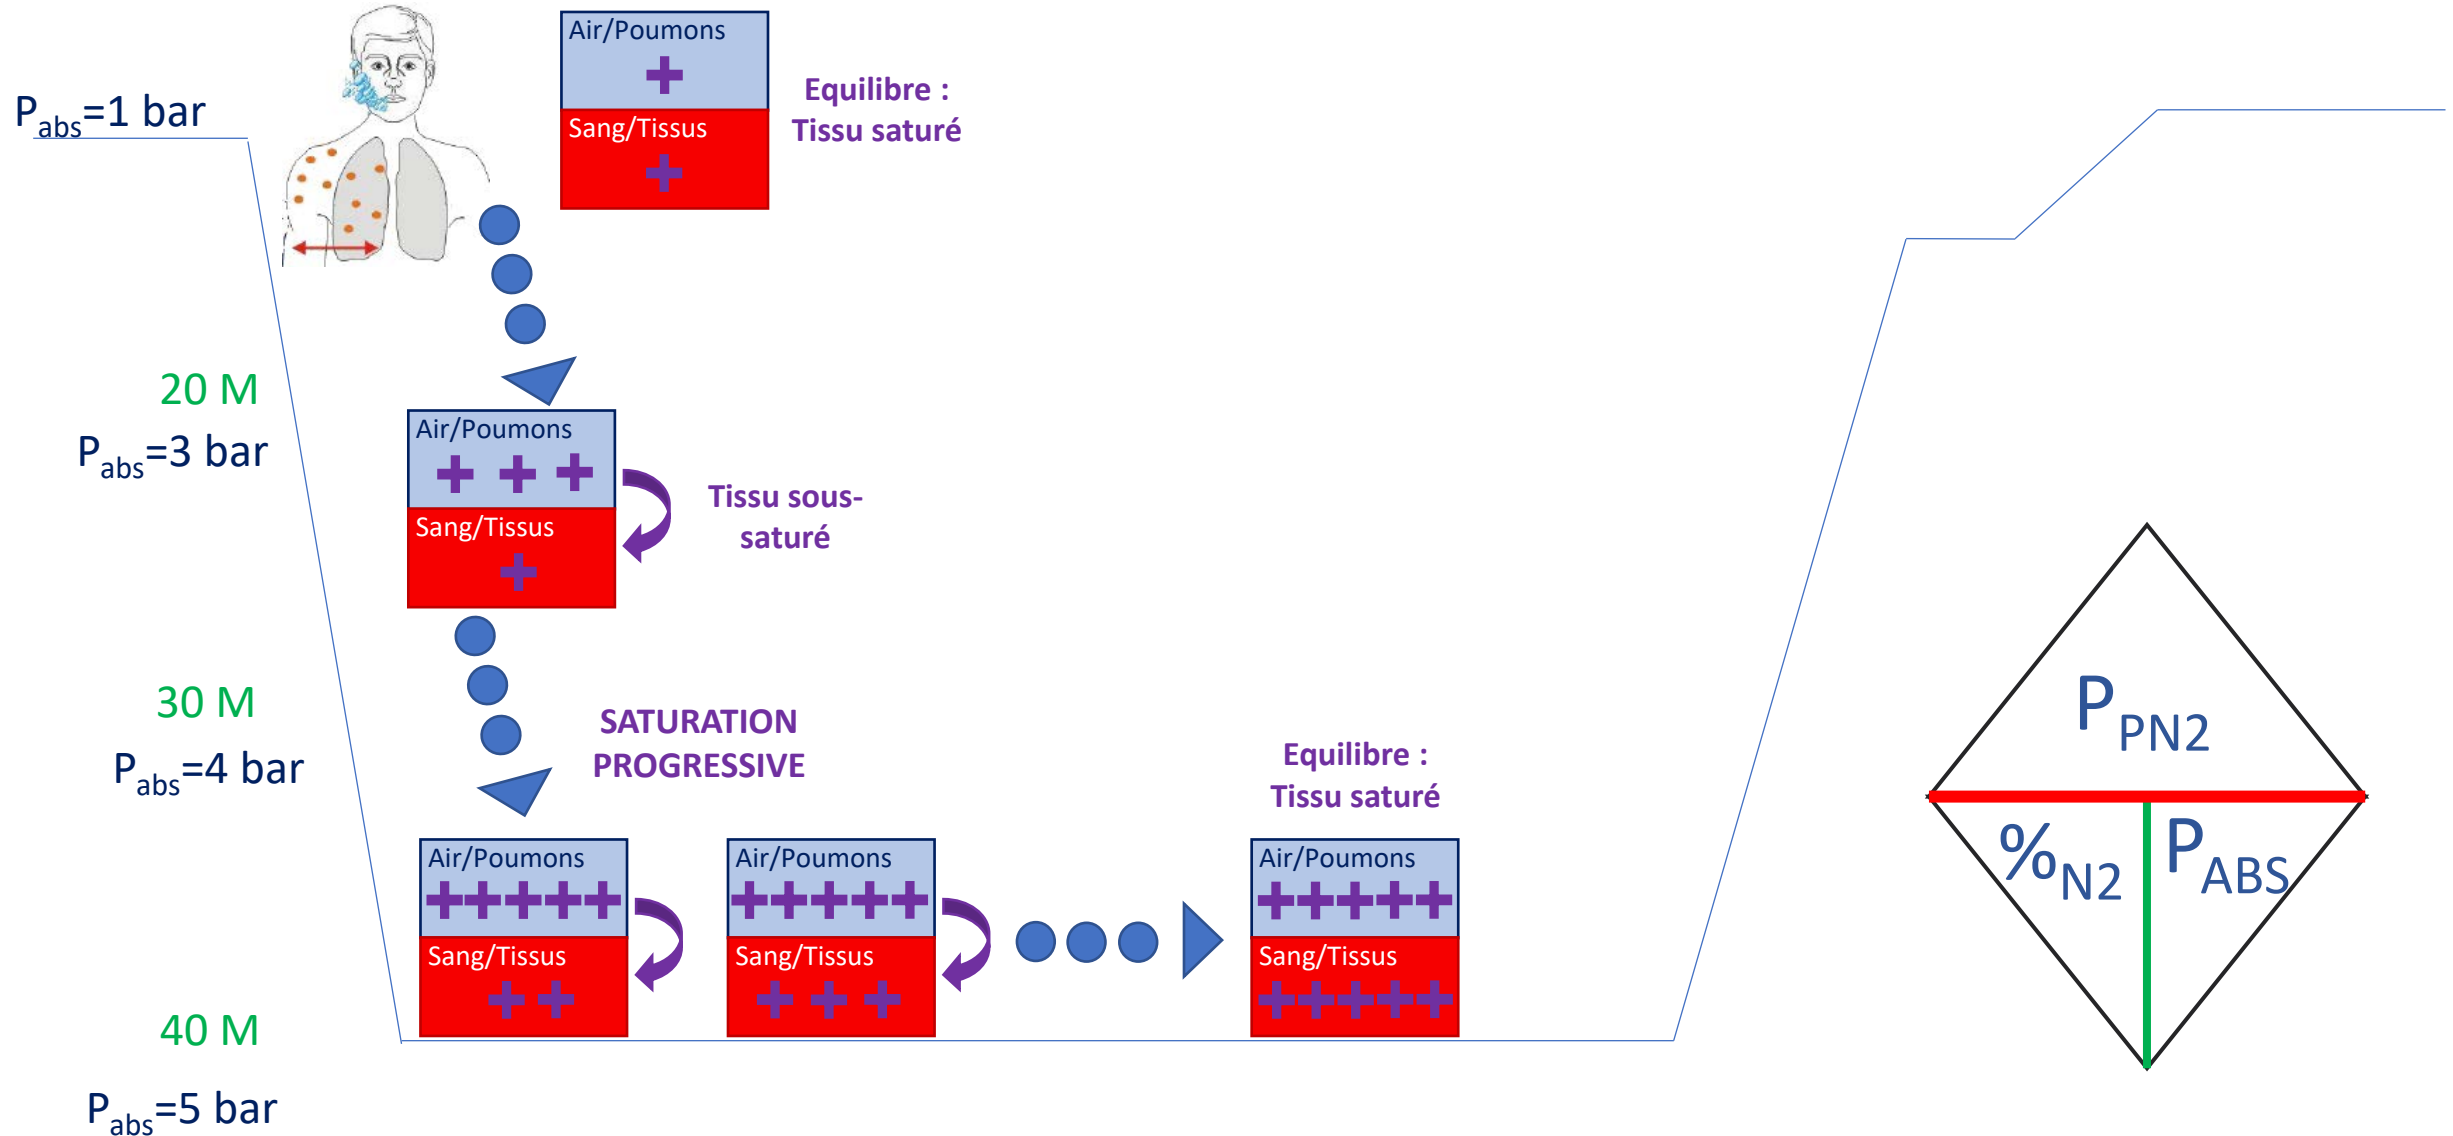 Air/Poumons
Sang/Tissus
Equilibre :
Tissu saturé
Pabs=1 bar
20 M
Pabs=3 bar
Air/Poumons
Sang/Tissus
Tissu sous-
saturé
30 M
Pabs=4 bar
SATURATION
PROGRESSIVE
Equilibre :
Tissu saturé
Air/Poumons
Sang/Tissus
Air/Poumons
Sang/Tissus
Air/Poumons
Sang/Tissus
40 M
Pabs=5 bar
PPN2
%N2
PABS